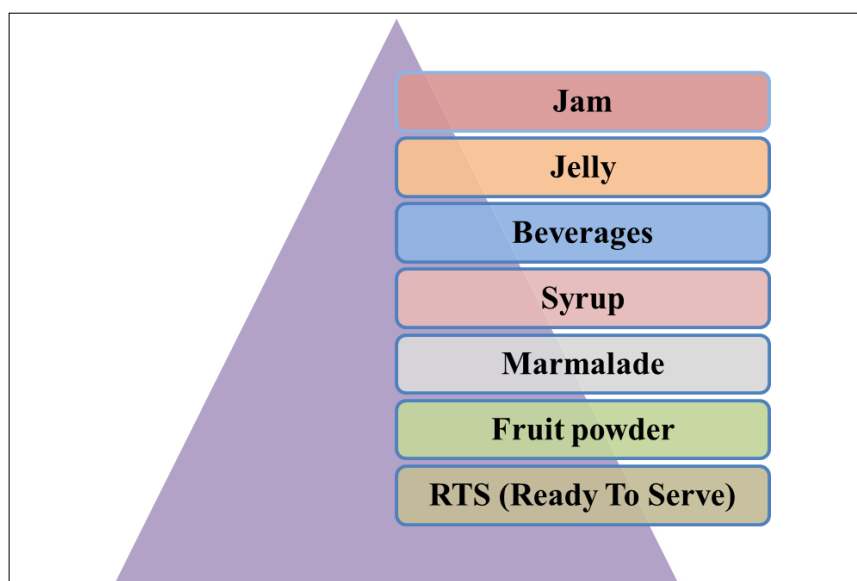 Jam
Jelly
Beverages
Syrup
Marmalade
Fruit powder
RTS (Ready To Serve)